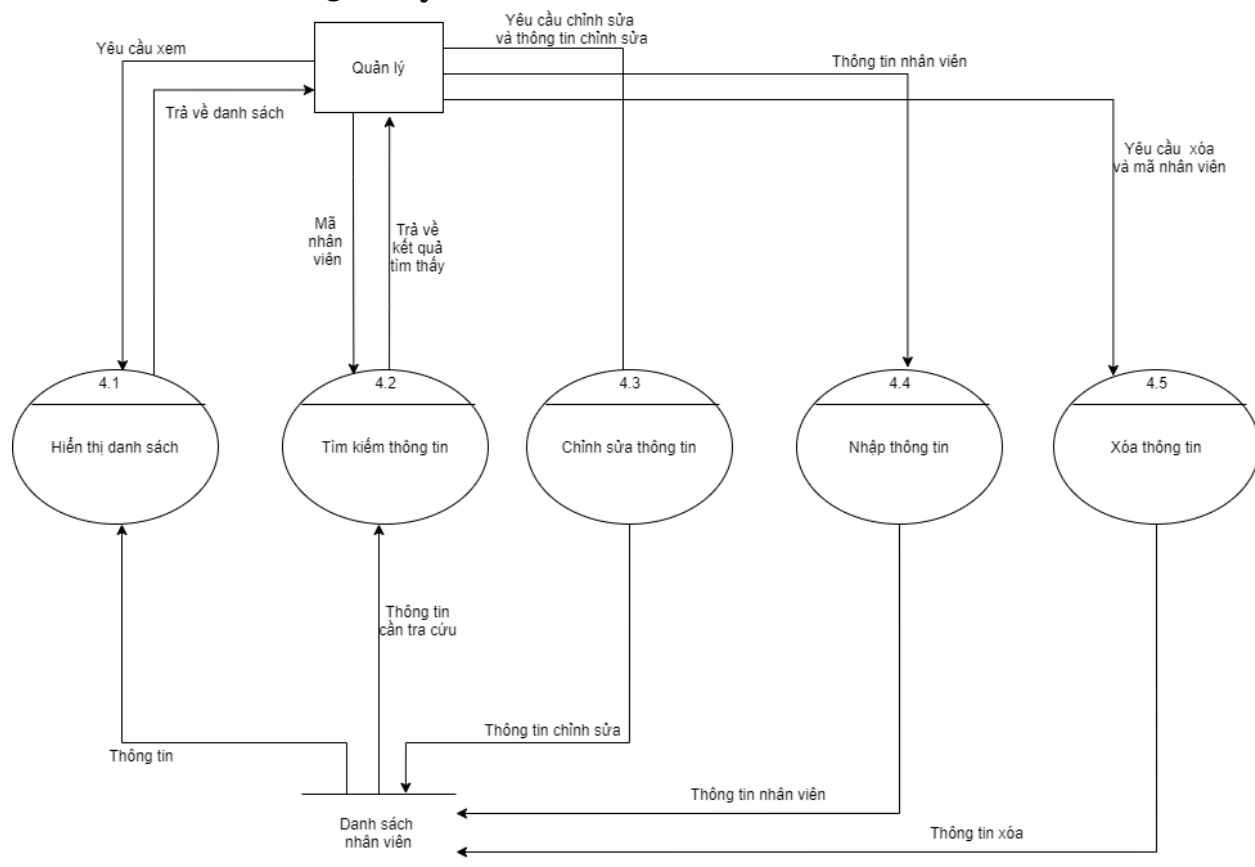 Yêu cầu chỉnh sửa
và thông tin chỉnh sửa
Yêu cầu xem
Quản lý
Thông tin nhân viên
Trả về danh sách
Yêu cầu xóa
và mã nhân viên
Mã
nhân
viên
Trả về
kết quả
tìm thấy
4.1
4.2
4.3
4.4
4.5
Hiển thị danh sách
Tìm kiếm thông tin
Chỉnh sửa thông tin
Nhập thông tin
Xóa thông tin
Thông tin
cần tra cứu
Thông tin chỉnh sửa
Thông tin
Thông tin nhân viên
Danh sách
nhân viên
Thông tin xóa